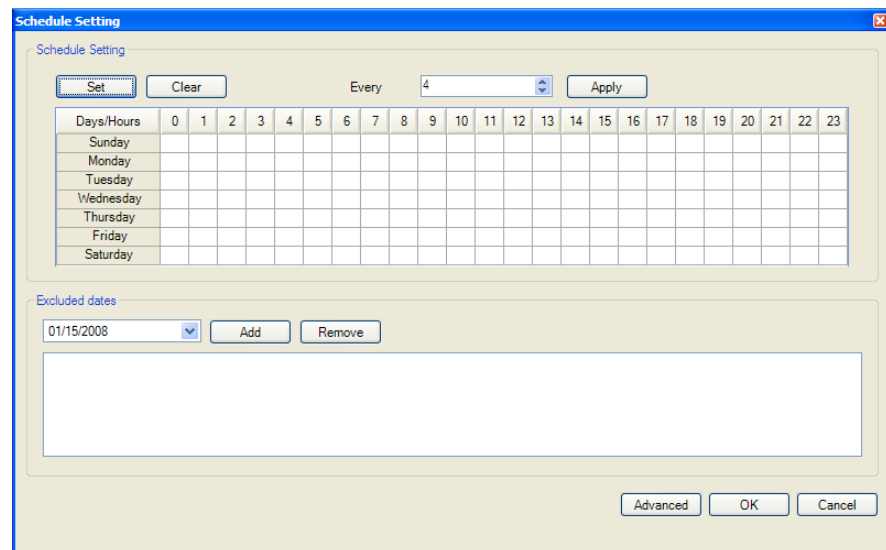 Schedule Setting
Schedule Setting
Set Clear Every 4 Apply
Days/Hours 0 1 2 3 4 5 6 7 8 9 10 11 12 13 14 15 16 17 18 19 20 21 22 23
Sunday
Monday
Tuesday
Wednesday
Thursday
Friday
Saturday
Excluded dates
01/15/2008 Add Remove
Advanced OK Cancel